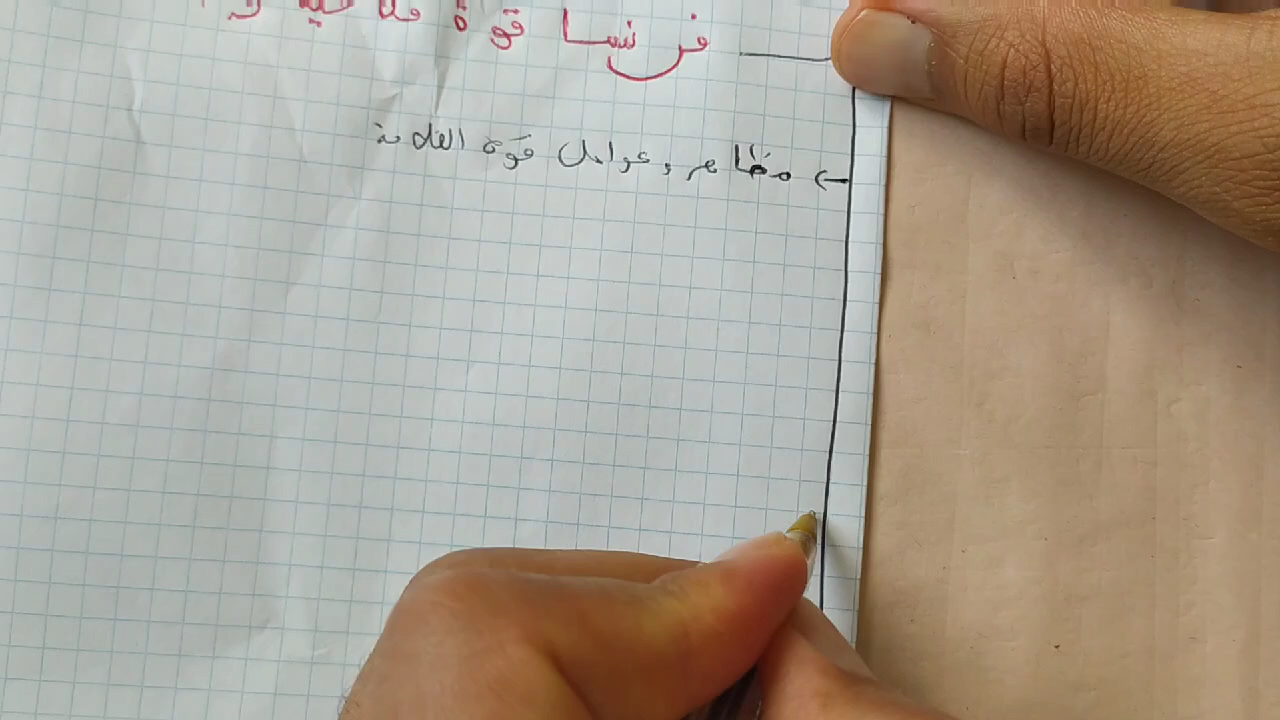 فرنسا قوة فلاحية
← مظاهر وعوامل قوة الفلاحة